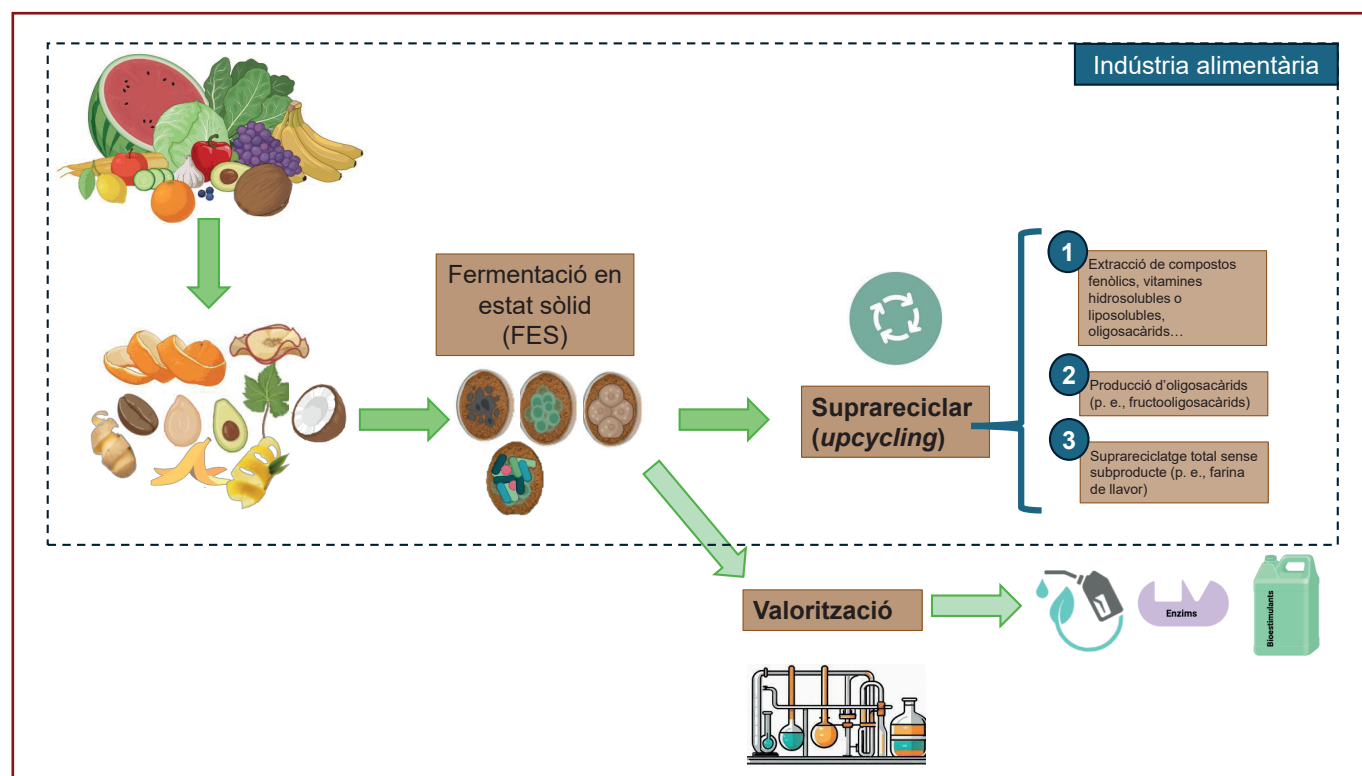 Indústria alimentària
Fermentació en
estat sòlid
(FES)
Suprareciclar
(upcycling)
1
Extracció de compostos
fenòlics, vitamines
hidrosolubles o
liposolubles,
oligosacàrids…
2
Producció d’oligosacàrids
(p. e., fructooligosacàrids)
3
Suprareciclatge total sense
subproducte (p. e., farina
de llavor)
Valorització
Enzims
Bioestimulants